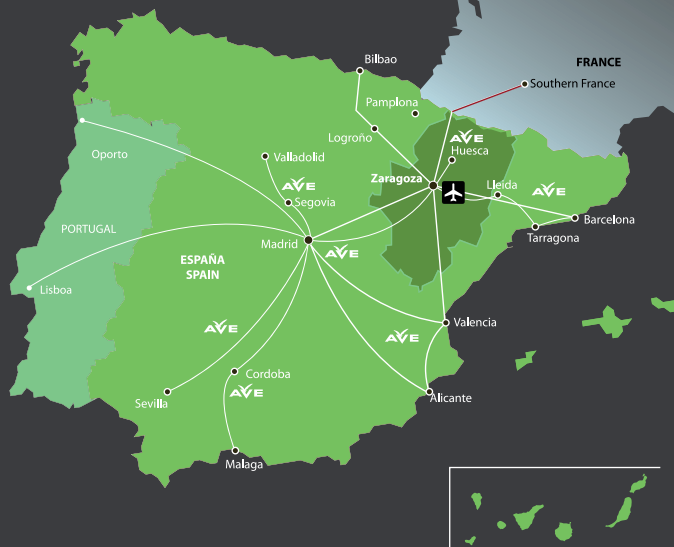 Bilbao
FRANCE
Southern France
Pamplona
Logroño
AVE
Huesca
Oporto
Valladolid
Zaragoza
AVE
Lleida
AVE
Segovia
Barcelona
PORTUGAL
Tarragona
Madrid
AVE
ESPAÑA
SPAIN
Lisboa
Valencia
AVE
AVE
Cordoba
AVE
Alicante
Sevilla
Malaga